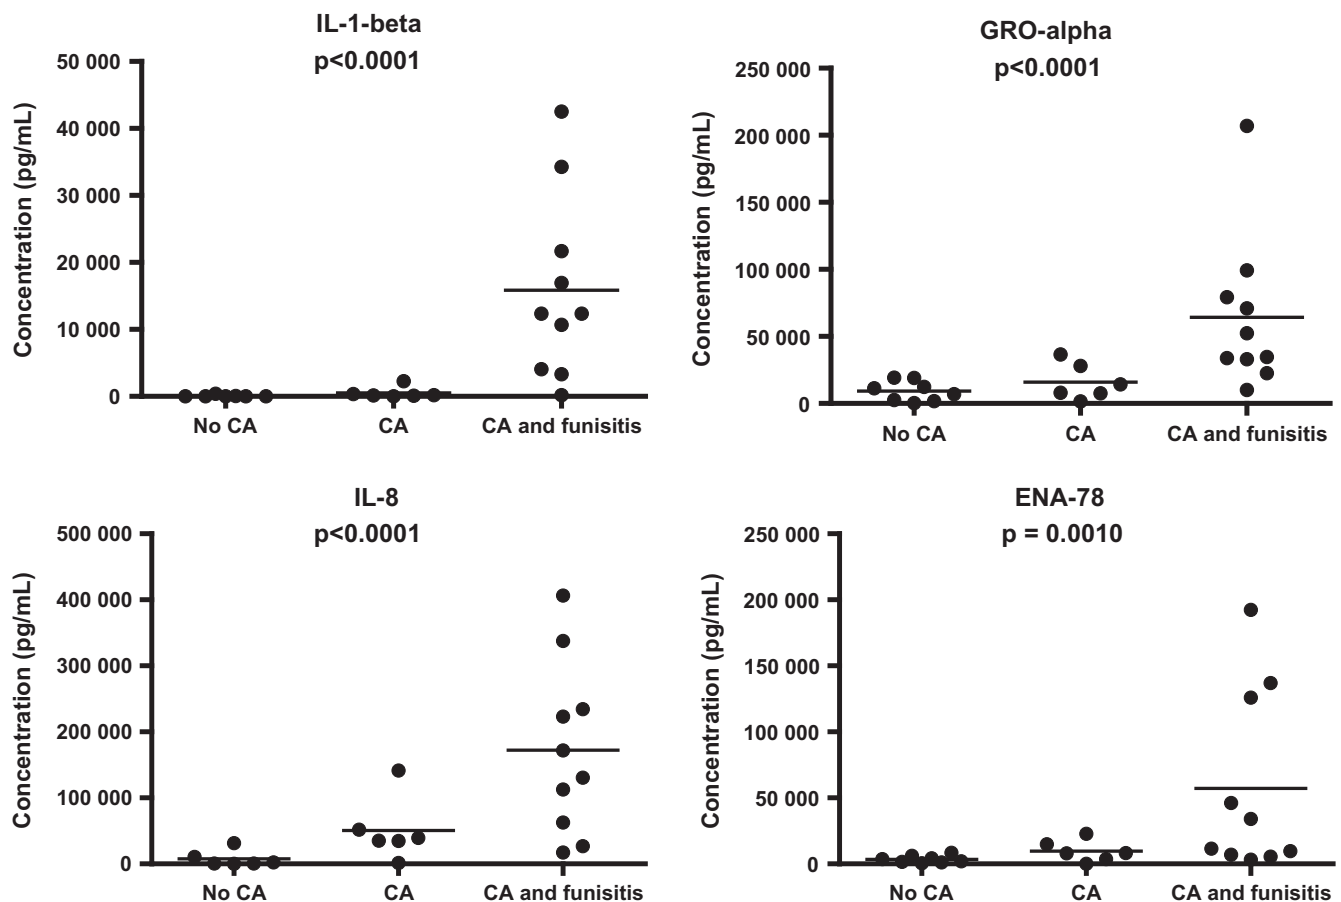 IL-1-beta
p<0.0001
Concentration (pg/mL)
50 000
40 000
30 000
20 000
10 000
0
No CA
CA
CA and funisitis
GRO-alpha
p<0.0001
Concentration (pg/mL)
250 000
200 000
150 000
100 000
50 000
0
No CA
CA
CA and funisitis
IL-8
p<0.0001
Concentration (pg/mL)
500 000
400 000
300 000
200 000
100 000
0
No CA
CA
CA and funisitis
ENA-78
p = 0.0010
Concentration (pg/mL)
250 000
200 000
150 000
100 000
50 000
0
No CA
CA
CA and funisitis